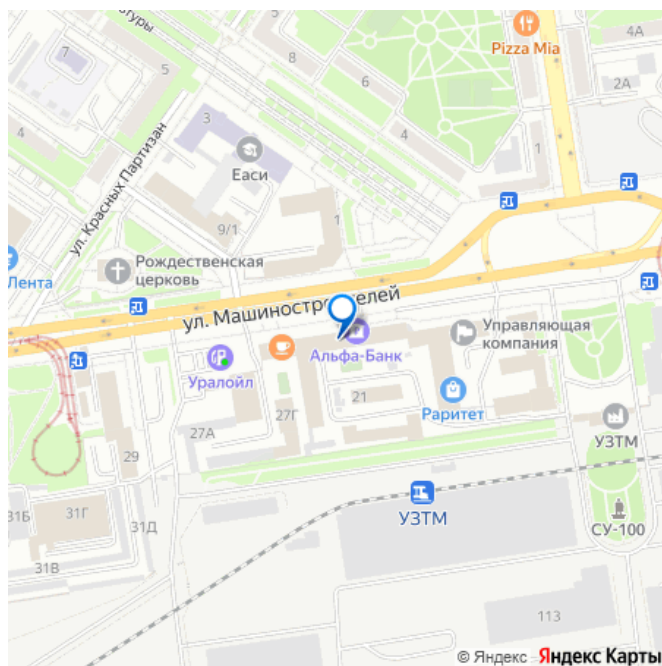 Pizza Mia
4А
2А
7
5
8
6
4
4
3
1
ул. Красных Партизан
Еаси
9/1
1
Рождественская
церковь
Лента
ул. Машиностроителей
Альфа-Банк
Управляющая
компания
Уралойл
21
Раритет
27А
27Г
29
УЗТМ
31Б
31Г
31Д
31В
УЗТМ
СУ-100
113
© Яндекс Яндекс Карты